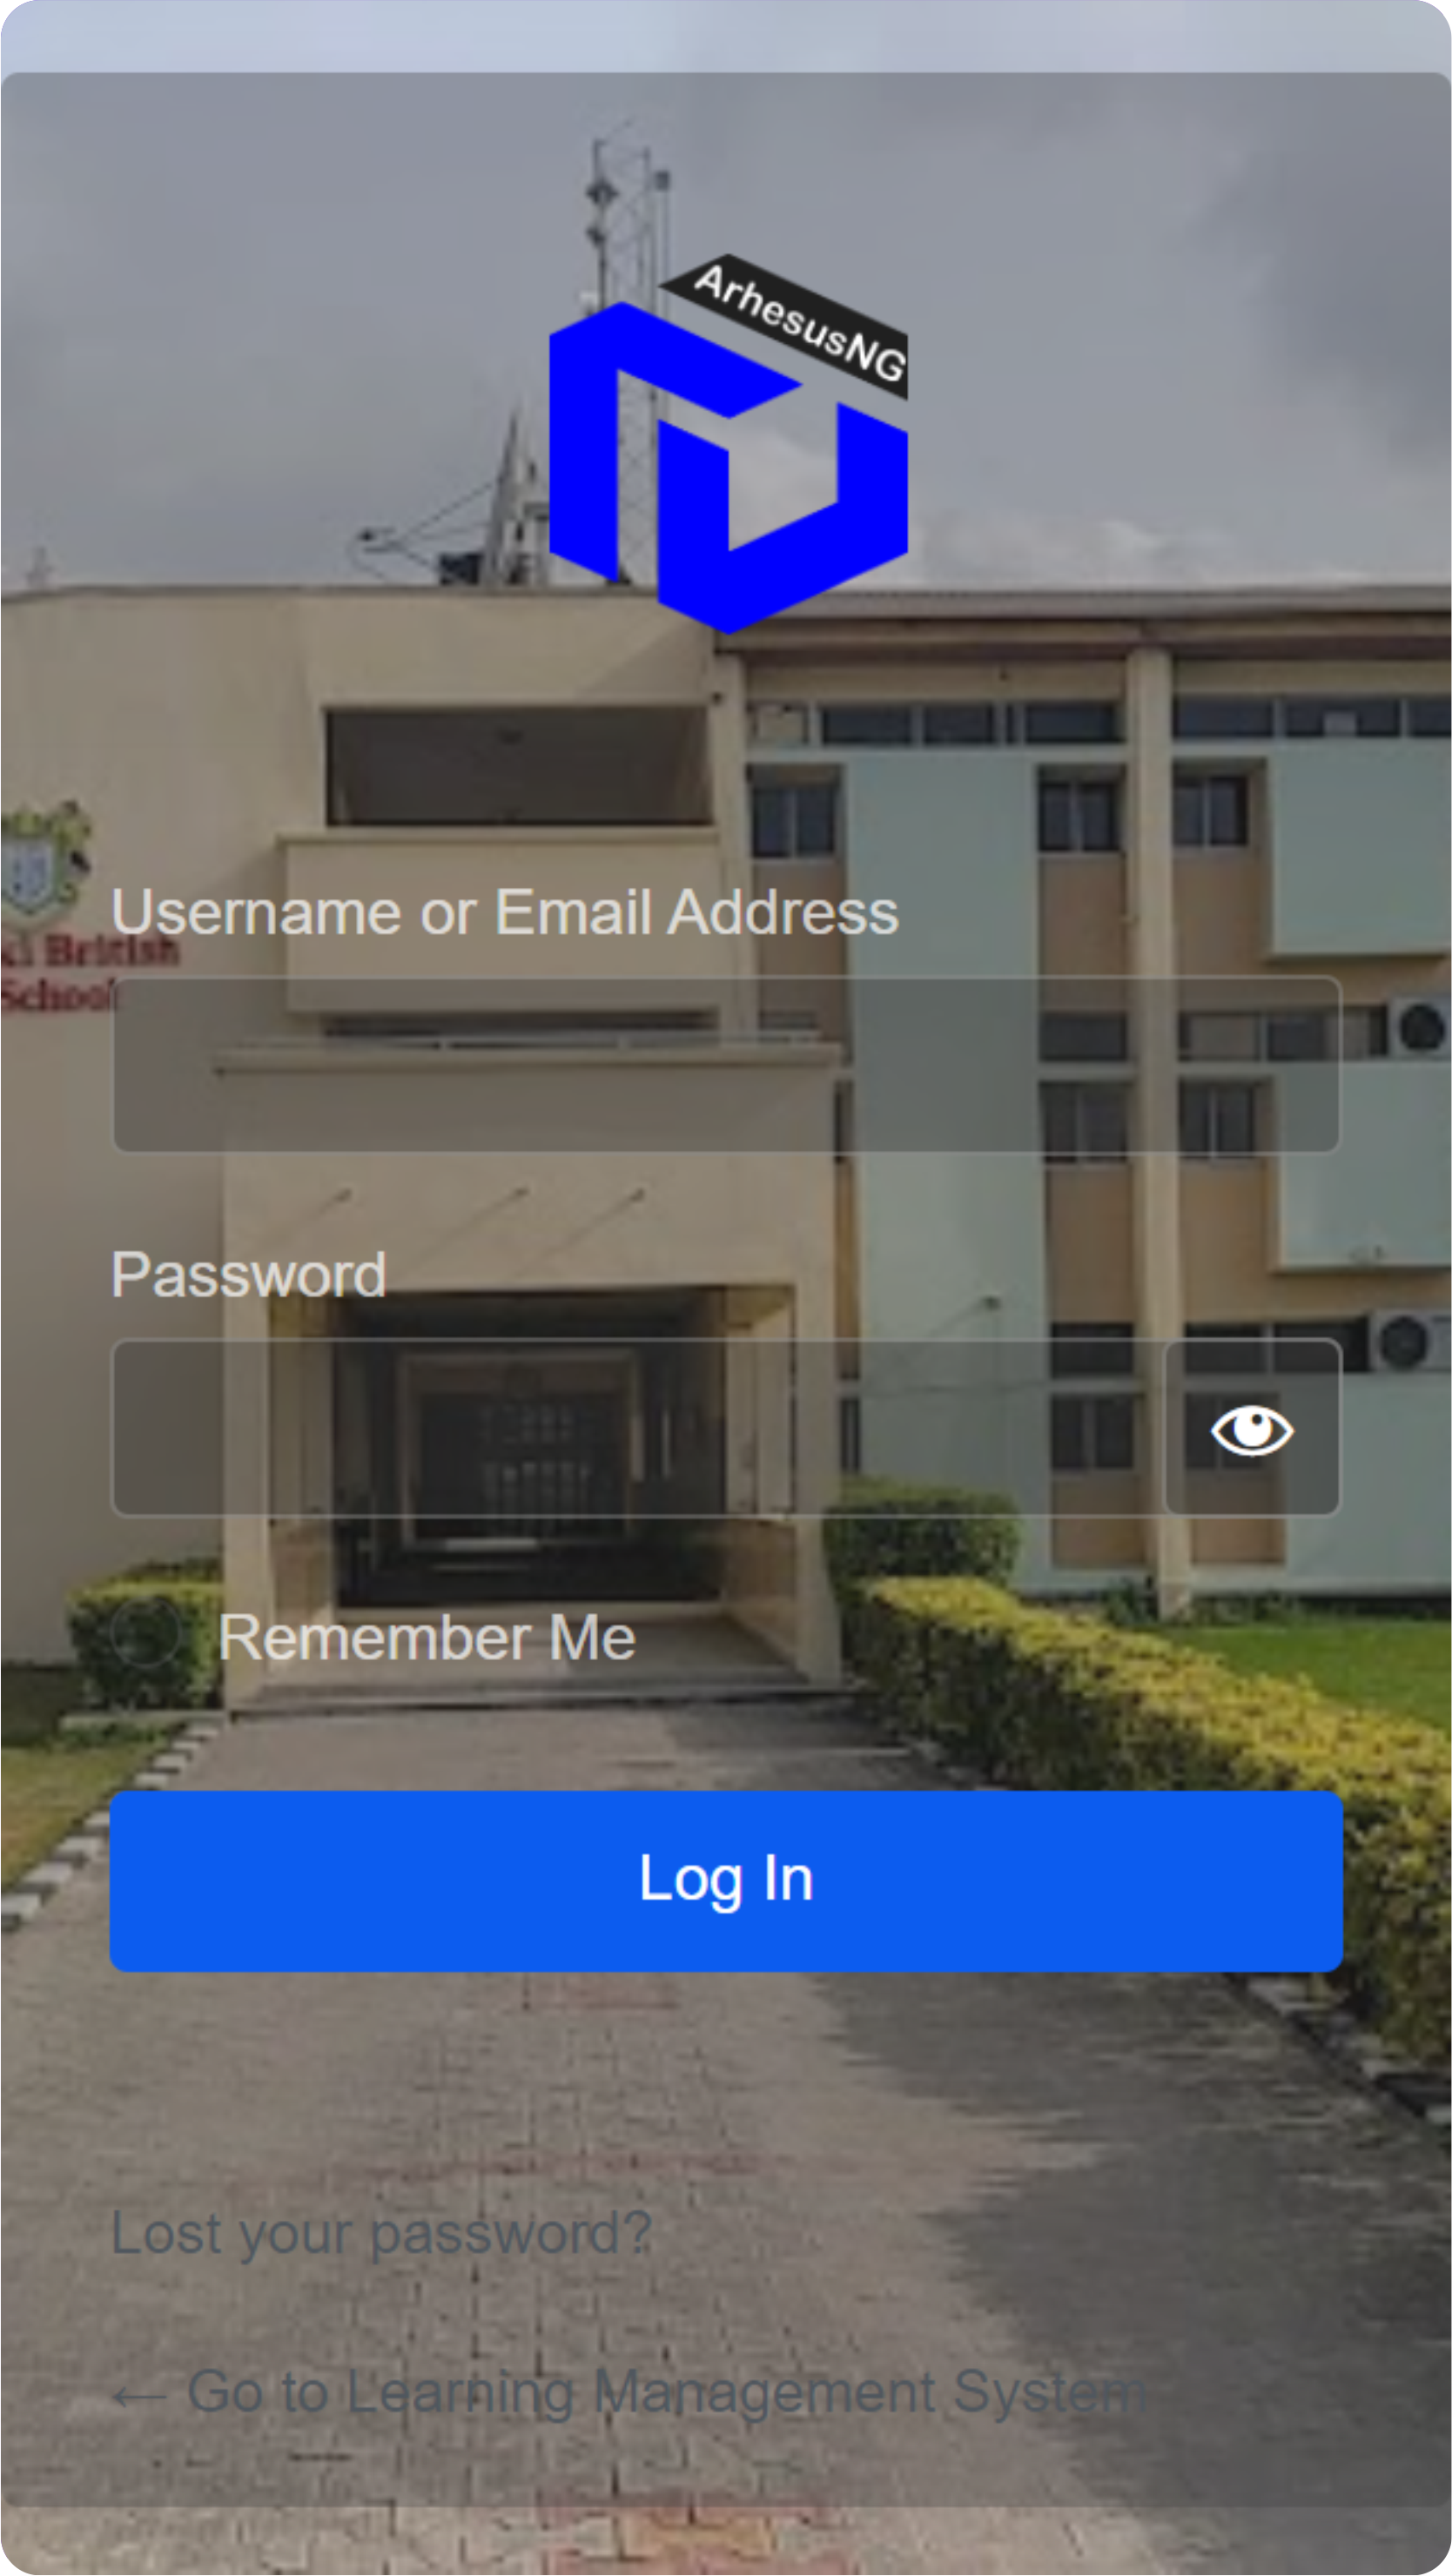 ArhesusNG
Username or Email Address
British
School
Password
Remember Me
Log In
Lost your password?
← Go to Learning Management System